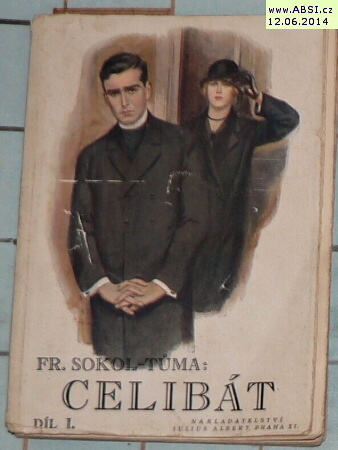 www.ABSI.cz
12.06.2014
FR. SOKOL-TŮMA:
CELIBÁT
DÍL I.
NAKLADATELSTVÍ
JULIUS ALBERT, PRAHA XI.